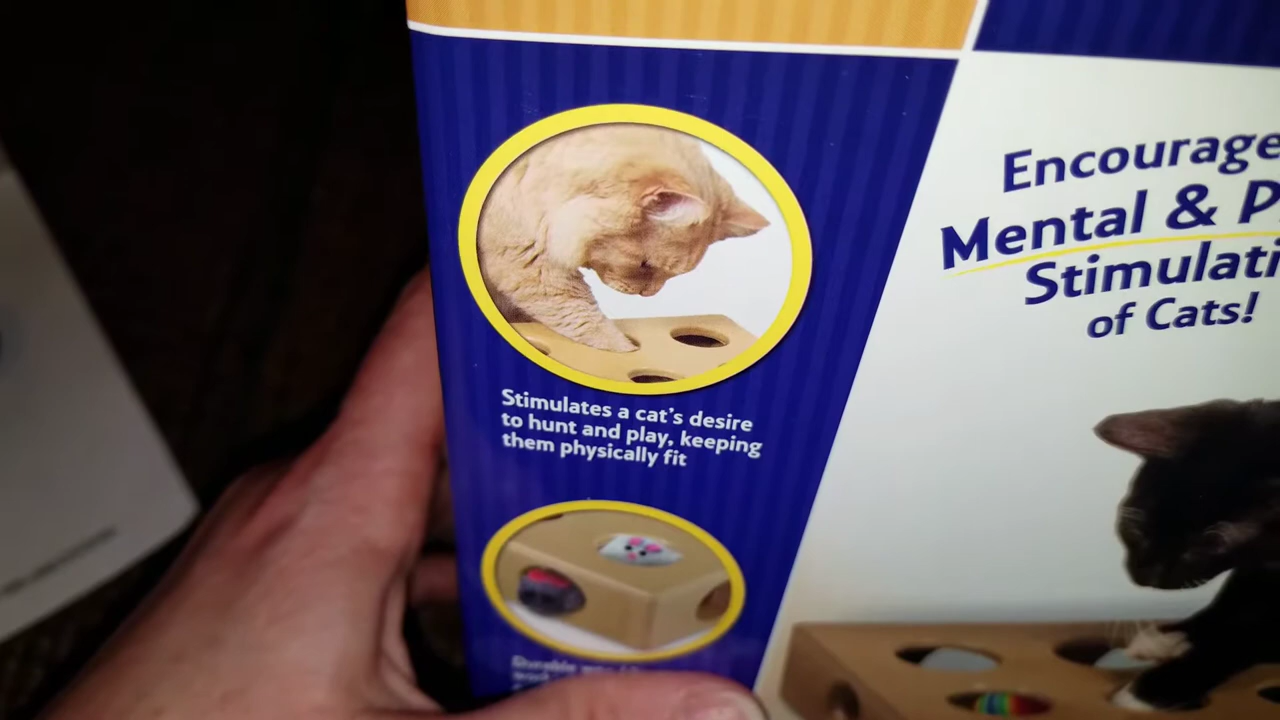 Encourage
Mental & P
Stimulati
of Cats!
Stimulates a cat's desire
to hunt and play, keeping
them physically fit
Durable